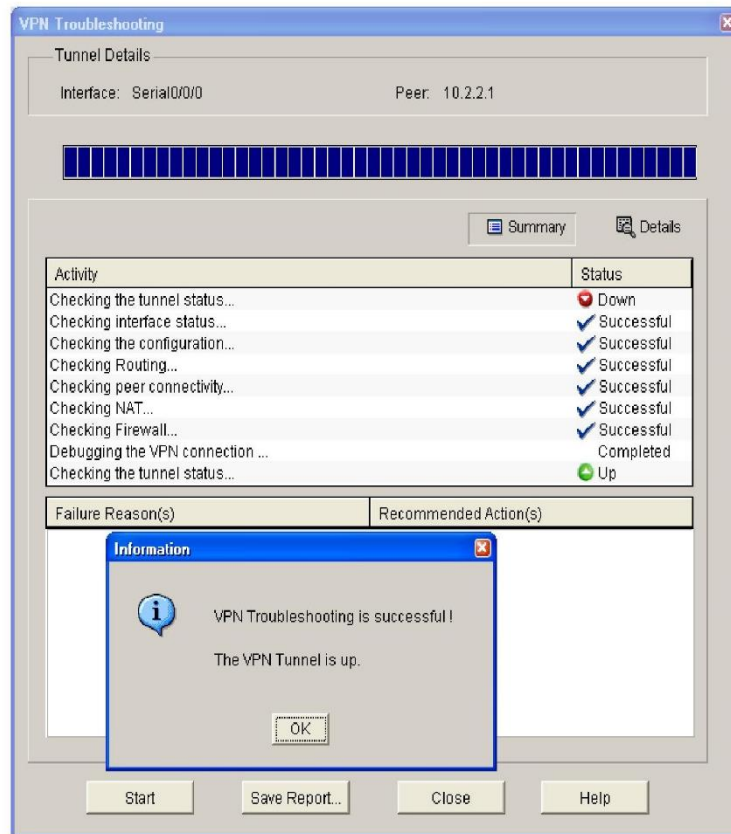 VPN Troubleshooting
Tunnel Details
Interface: Serial0/0/0 Peer: 10.2.2.1
Summary Details
Activity Status
Checking the tunnel status... Down
Checking interface status... Successful
Checking the configuration... Successful
Checking Routing... Successful
Checking peer connectivity... Successful
Checking NAT... Successful
Checking Firewall... Successful
Debugging the VPN connection ... Completed
Checking the tunnel status... Up
Failure Reason(s) Recommended Action(s)
Information
VPN Troubleshooting is successful !
The VPN Tunnel is up.
OK
Start Save Report... Close Help